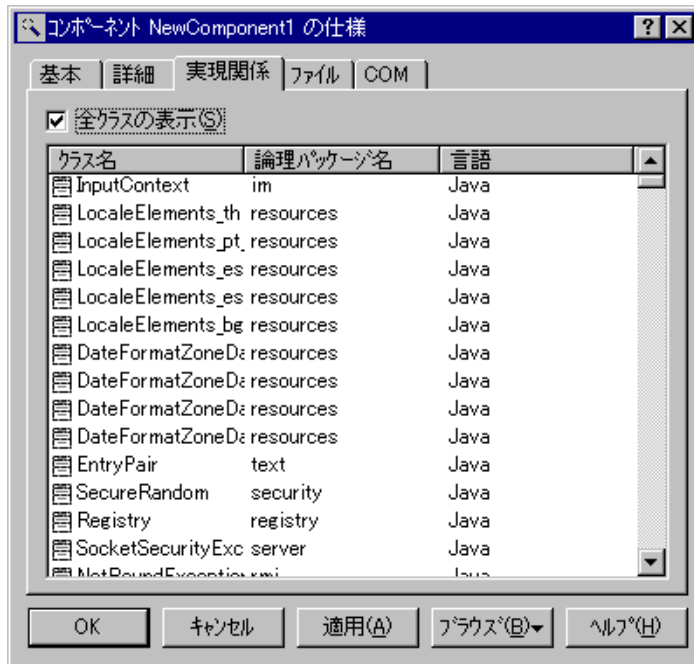 コンポーネント NewComponent1 の仕様
基本 詳細 実現関係 ファイル COM
全クラスの表示(S)
クラス名 論理パッケージ名 言語
InputContext im Java
LocaleElements_th resources Java
LocaleElements_pt_ resources Java
LocaleElements_es resources Java
LocaleElements_es resources Java
LocaleElements_bg resources Java
DateFormatZoneDa resources Java
DateFormatZoneDa resources Java
DateFormatZoneDa resources Java
DateFormatZoneDa resources Java
EntryPair text Java
SecureRandom security Java
Registry registry Java
SocketSecurityExc server Java
NotBoundException rmi Java
OK キャンセル 適用(A) ブラウズ(B) ヘルプ(H)